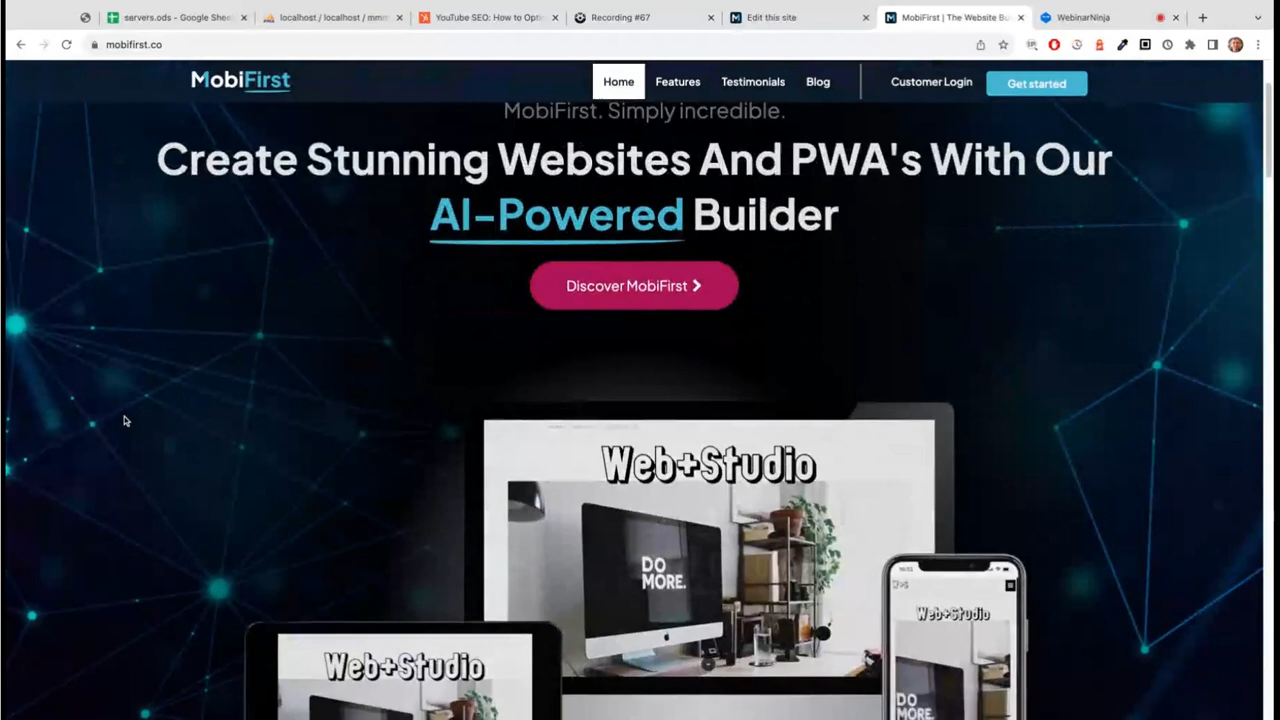 servers.ods - Google Shee
localhost / localhost / mmm
YouTube SEO: How to Opti
Recording #67
Edit this site
MobiFirst | The Website Bu
WebinarNinja
mobifirst.co
MobiFirst
Home
Features
Testimonials
Blog
Customer Login
Get started
MobiFirst. Simply incredible.
Create Stunning Websites And PWA's With Our
AI-Powered Builder
Discover MobiFirst
Web+Studio
DO
MORE.
Web+Studio
DO
MORE.
Web+Studio